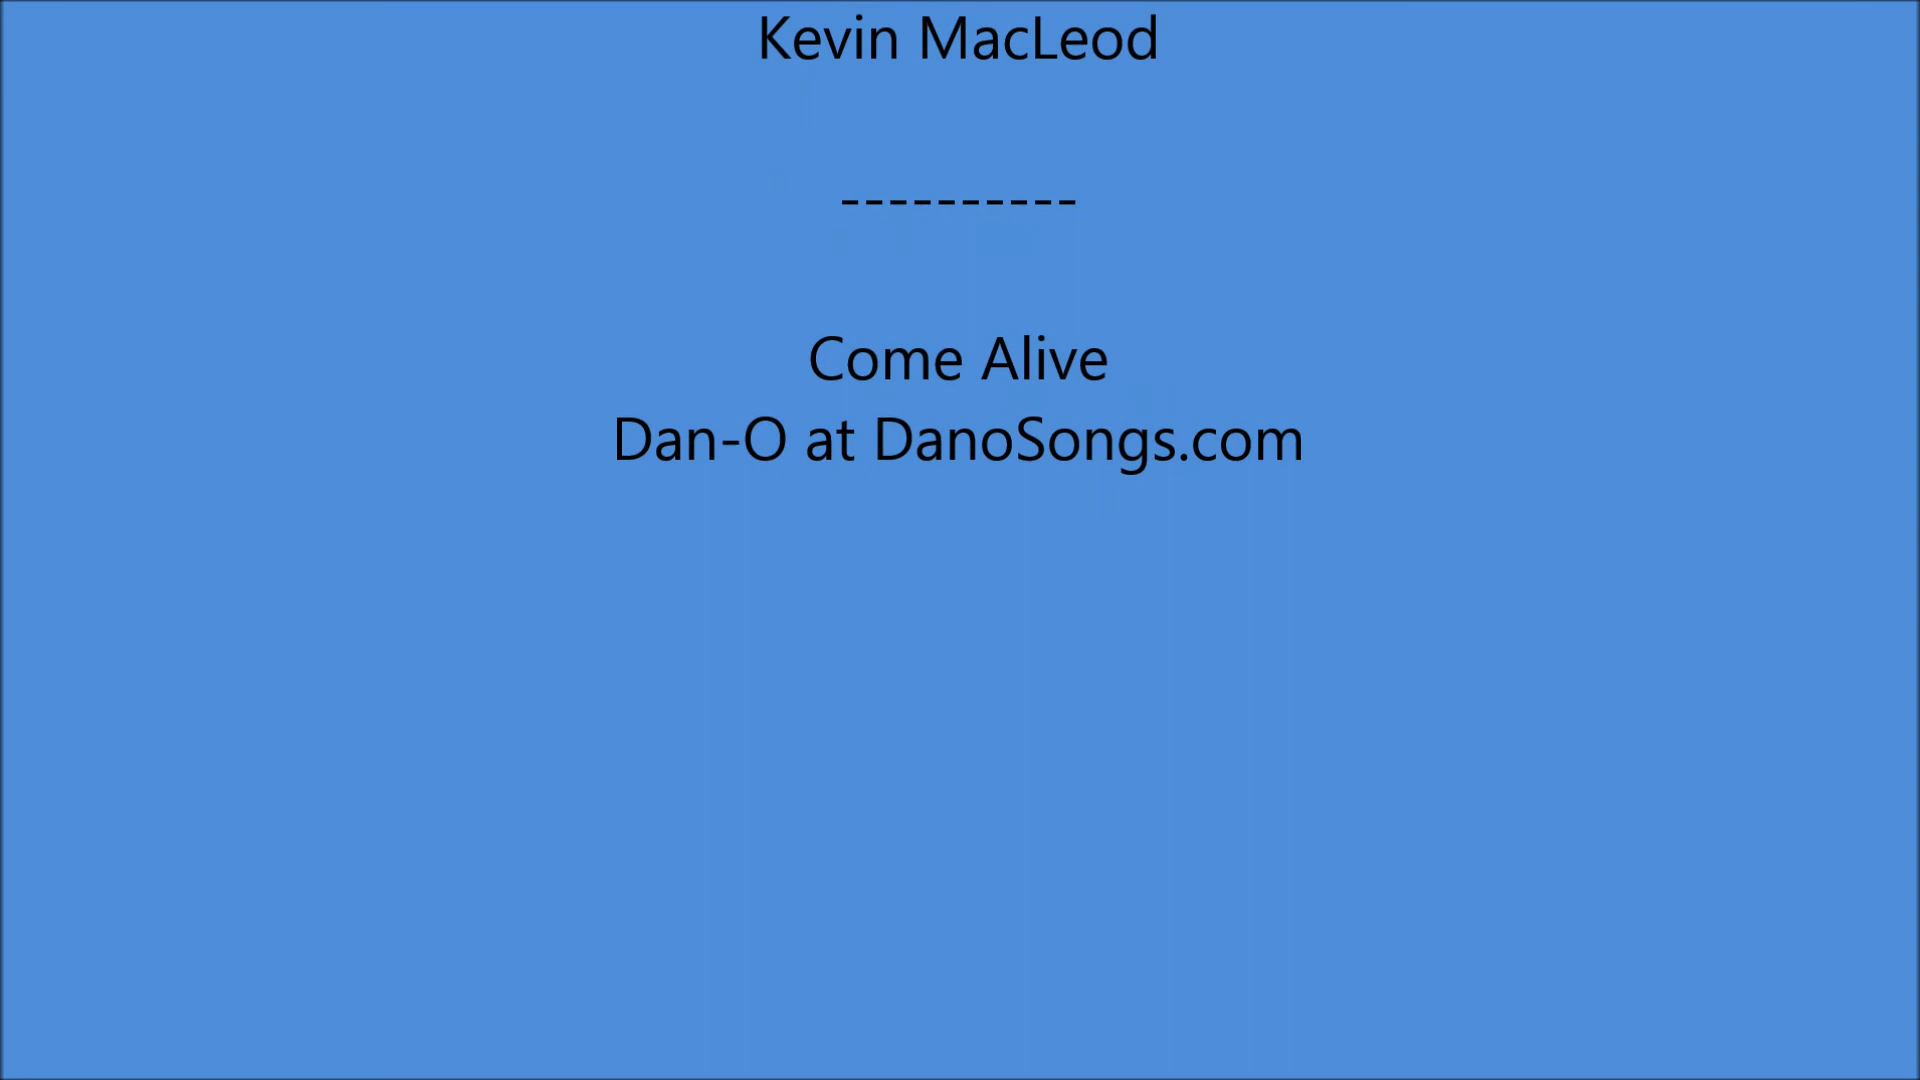 Kevin MacLeod
----------
Come Alive
Dan-O at DanoSongs.com